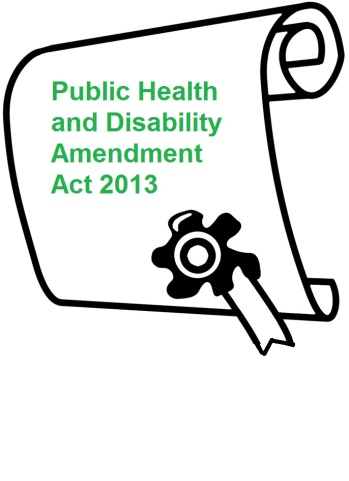 Public Health
and Disability
Amendment
Act 2013